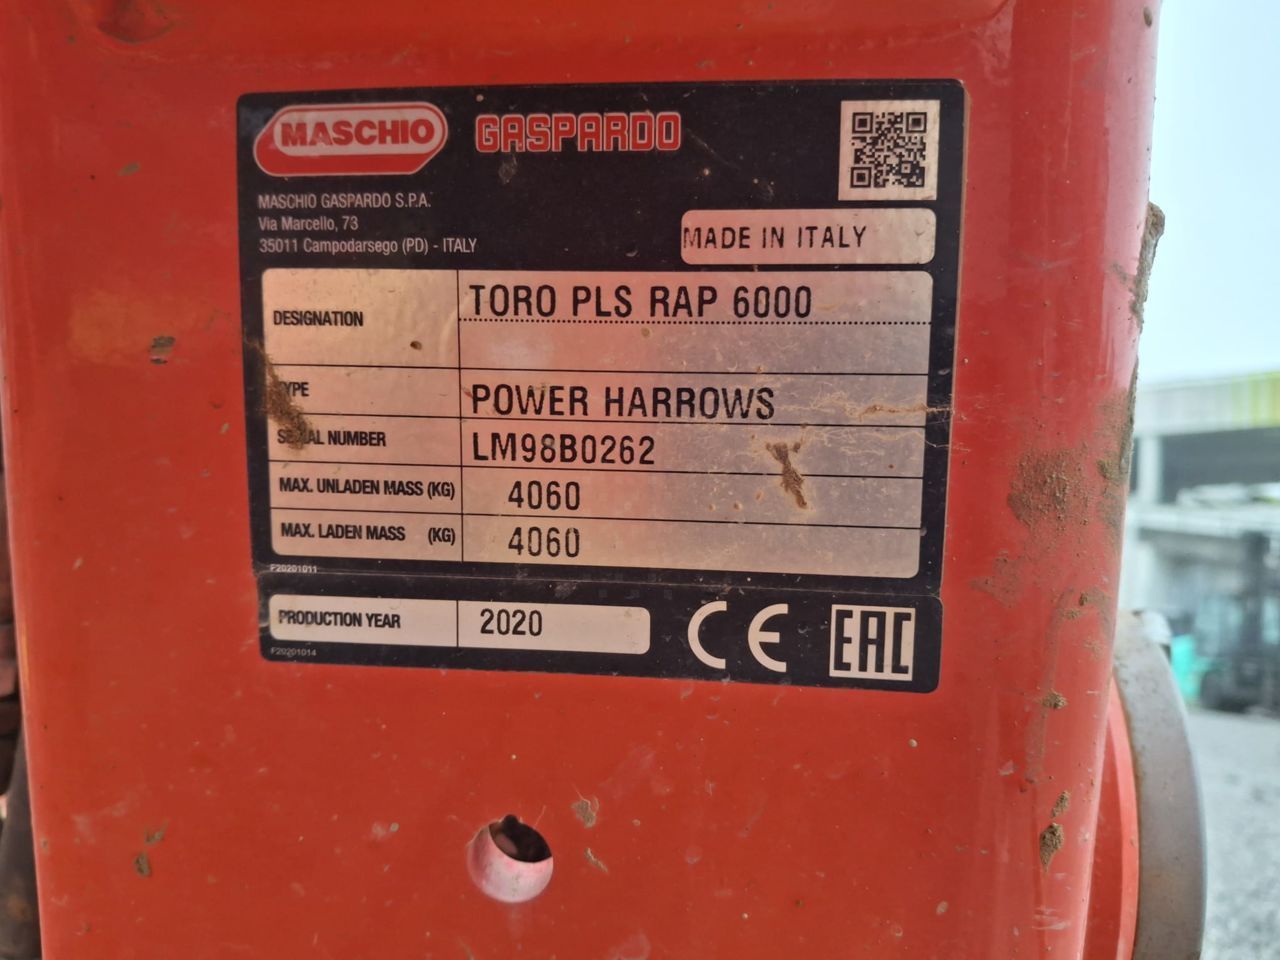 MASCHIO GASPARDO
MASCHIO GASPARDO S.P.A.
Via Marcello, 73
35011 Campodarsego (PD) - ITALY
MADE IN ITALY
DESIGNATION TORO PLS RAP 6000
TYPE POWER HARROWS
SERIAL NUMBER LM98B0262
MAX. UNLADEN MASS (KG) 4060
MAX. LADEN MASS (KG) 4060
F20201011
PRODUCTION YEAR 2020
CE EAC
F20201014